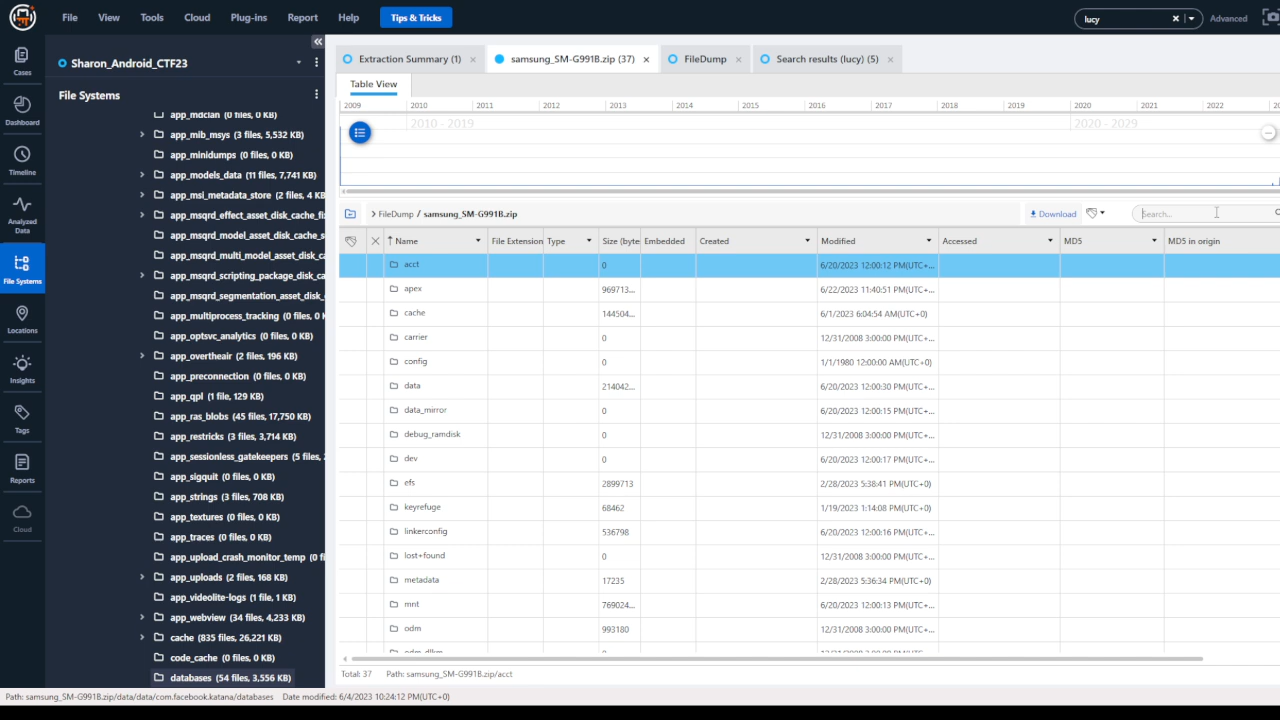 File View Tools Cloud Plug-ins Report Help Tips & Tricks lucy Advanced
Cases
Dashboard
Timeline
Analyzed
Data
File Systems
Locations
Insights
Tags
Reports
Cloud
Sharon_Android_CTF23
File Systems
app_mdclan (0 files, 0 KB)
app_mib_msys (3 files, 5,532 KB)
app_minidumps (0 files, 0 KB)
app_models_data (11 files, 7,741 KB)
app_msi_metadata_store (2 files, 4 KB
app_msqrd_effect_asset_disk_cache_fi
app_msqrd_model_asset_disk_cache_s
app_msqrd_multi_model_asset_disk_ca
app_msqrd_scripting_package_disk_ca
app_msqrd_segmentation_asset_disk_
app_multiprocess_tracking (0 files, 0 K
app_optsvc_analytics (0 files, 0 KB)
app_overtheair (2 files, 196 KB)
app_preconnection (0 files, 0 KB)
app_qpl (1 file, 129 KB)
app_ras_blobs (45 files, 17,750 KB)
app_restricks (3 files, 3,714 KB)
app_sessionless_gatekeepers (5 files, 2
app_sigquit (0 files, 0 KB)
app_strings (3 files, 708 KB)
app_textures (0 files, 0 KB)
app_traces (0 files, 0 KB)
app_upload_crash_monitor_temp (0 fi
app_uploads (2 files, 168 KB)
app_videolite-logs (1 file, 1 KB)
app_webview (34 files, 4,233 KB)
cache (835 files, 26,221 KB)
code_cache (0 files, 0 KB)
databases (54 files, 3,556 KB)
Extraction Summary (1) samsung_SM-G991B.zip (37) FileDump Search results (lucy) (5)
Table View
2009 2010 2011 2012 2013 2014 2015 2016 2017 2018 2019 2020 2021 2022 2
2010 - 2019 2020 - 2029
FileDump / samsung_SM-G991B.zip Download Search...
Name File Extension Type Size (byte Embedded Created Modified Accessed MD5 MD5 in origin
acct 0 6/20/2023 12:00:12 PM(UTC+...
apex 969713... 6/22/2023 11:40:51 PM(UTC+...
cache 144504... 6/1/2023 6:04:54 AM(UTC+0)
carrier 0 12/31/2008 3:00:00 PM(UTC+...
config 0 1/1/1980 12:00:00 AM(UTC+0)
data 214042... 6/20/2023 12:00:30 PM(UTC+...
data_mirror 0 6/20/2023 12:00:15 PM(UTC+...
debug_ramdisk 0 12/31/2008 3:00:00 PM(UTC+...
dev 0 6/20/2023 12:00:17 PM(UTC+...
efs 2899713 2/28/2023 5:38:41 PM(UTC+0)
keyrefuge 68462 1/19/2023 1:14:08 PM(UTC+0)
linkerconfig 536798 6/20/2023 12:00:16 PM(UTC+...
lost+found 0 12/31/2008 3:00:00 PM(UTC+...
metadata 17235 2/28/2023 5:36:34 PM(UTC+0)
mnt 769024... 6/20/2023 12:00:13 PM(UTC+...
odm 993180 12/31/2008 3:00:00 PM(UTC+...
odm_dlkm
Total: 37 Path: samsung_SM-G991B.zip/acct
Path: samsung_SM-G991B.zip/data/data/com.facebook.katana/databases Date modified: 6/4/2023 10:24:12 PM(UTC+0)